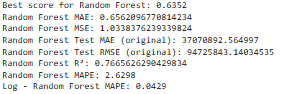 Best score for Random Forest: 0.6352
Random Forest MAE: 0.6562096770814234
Random Forest MSE: 1.0338376239339824
Random Forest Test MAE (original): 37070892.564997
Random Forest Test RMSE (original): 94725843.14034535
Random Forest R²: 0.7665626290429834
Random Forest MAPE: 2.6298
Log - Random Forest MAPE: 0.0429